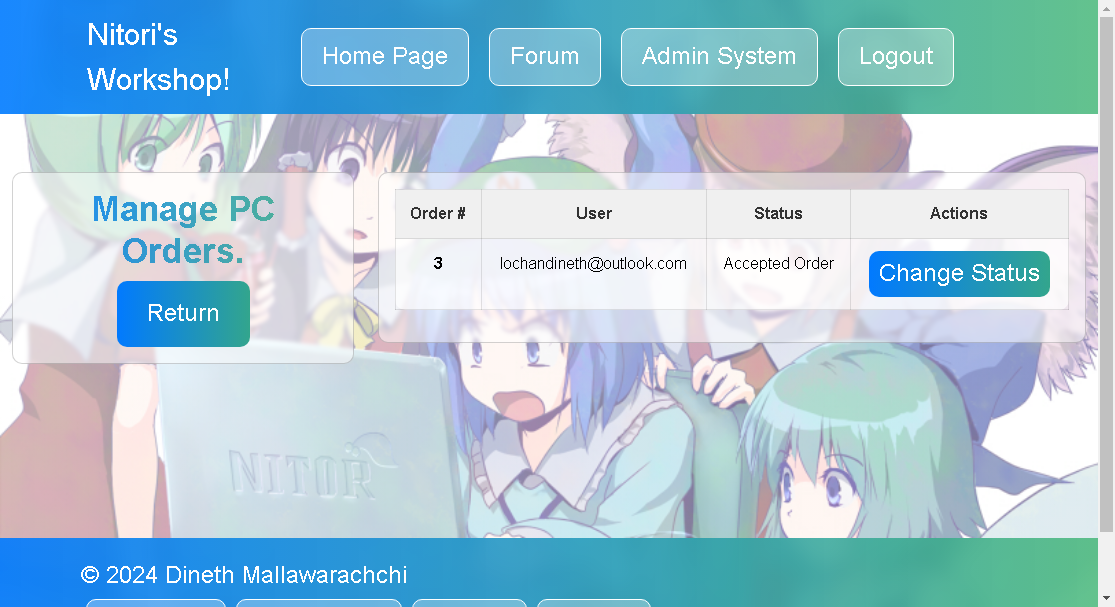 Nitori's
Workshop!
Home Page
Forum
Admin System
Logout
Manage PC
Orders.
Return
Order # User Status Actions
3 lochandineth@outlook.com Accepted Order Change Status
NITOR
© 2024 Dineth Mallawarachchi